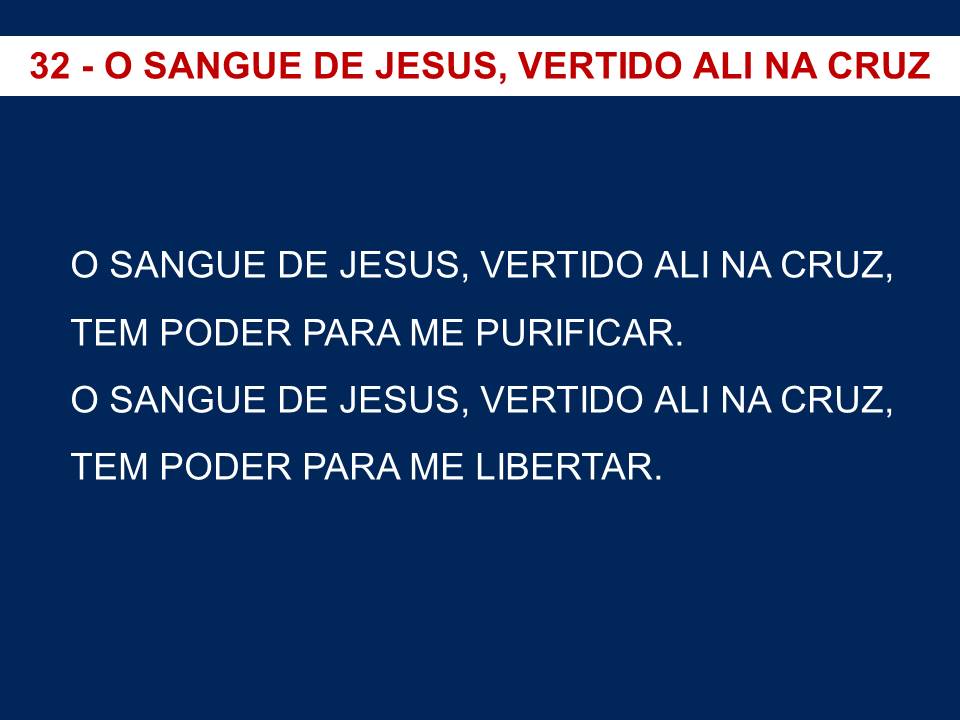 32 - O SANGUE DE JESUS, VERTIDO ALI NA CRUZ
O SANGUE DE JESUS, VERTIDO ALI NA CRUZ,
TEM PODER PARA ME PURIFICAR.
O SANGUE DE JESUS, VERTIDO ALI NA CRUZ,
TEM PODER PARA ME LIBERTAR.